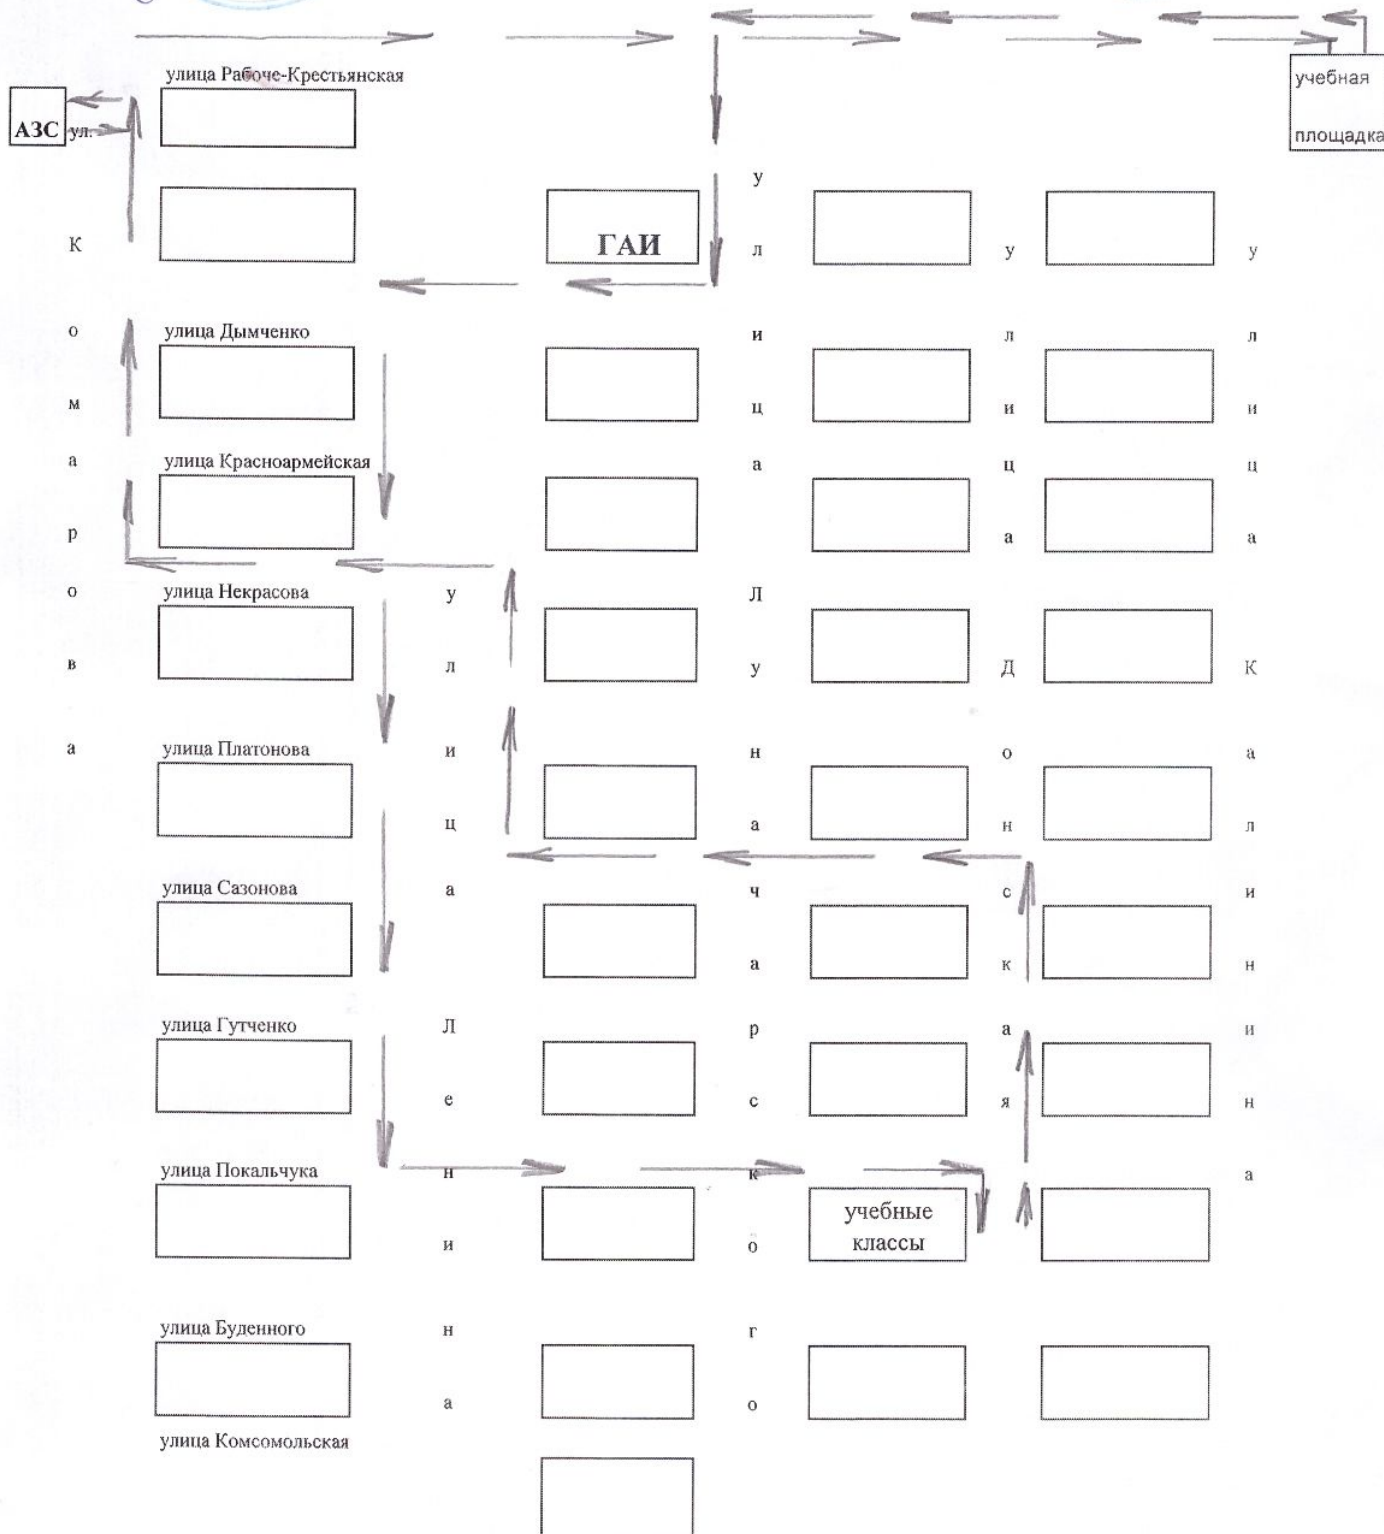 улица Рабоче-Крестьянская
учебная
площадка
АЗС
ул. Комарова
ГАИ
улица Дымченко
улица Красноармейская
улица Некрасова
улица Платонова
улица Сазонова
улица Гутченко
улица Покальчука
улица Буденного
улица Комсомольская
улица Ленина
улица Луначарского
улица Донская
улица Калинина
учебные
классы